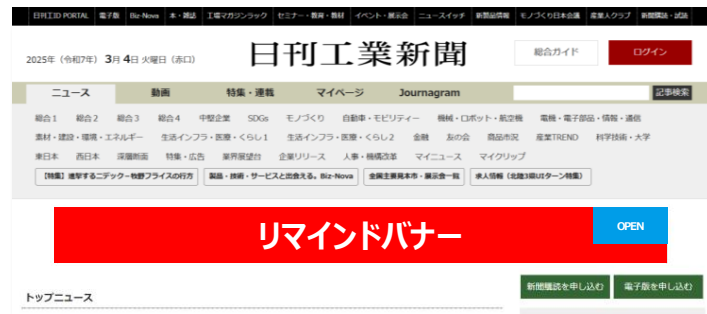 日刊工ID PORTAL 電子版 Biz-Nova 本・雑誌 工場マガジンラック セミナー・教育・教材 イベント・展示会 ニュースイッチ 新製品情報 モノづくり日本会議 産業人クラブ 新聞購読・試読
2025年（令和7年）3月4日 火曜日（赤口） 日刊工業新聞 総合ガイド ログイン
ニュース 動画 特集・連載 マイページ Journagram 記事検索
総合1 総合2 総合3 総合4 中堅企業 SDGs モノづくり 自動車・モビリティー 機械・ロボット・航空機 電機・電子部品・情報・通信
素材・建設・環境・エネルギー 生活インフラ・医療・くらし1 生活インフラ・医療・くらし2 金融 友の会 商品市況 産業TREND 科学技術・大学
東日本 西日本 深層断面 特集・広告 業界展望台 企業リリース 人事・機構改革 マイニュース マイクリップ
【特集】進撃するニデック－牧野フライスの行方 製品・技術・サービスと出会える。Biz-Nova 全国主要見本市・展示会一覧 求人情報（北陸3県UIターン特集）
リマインドバナー OPEN
新聞購読を申し込む 電子版を申し込む
トップニュース